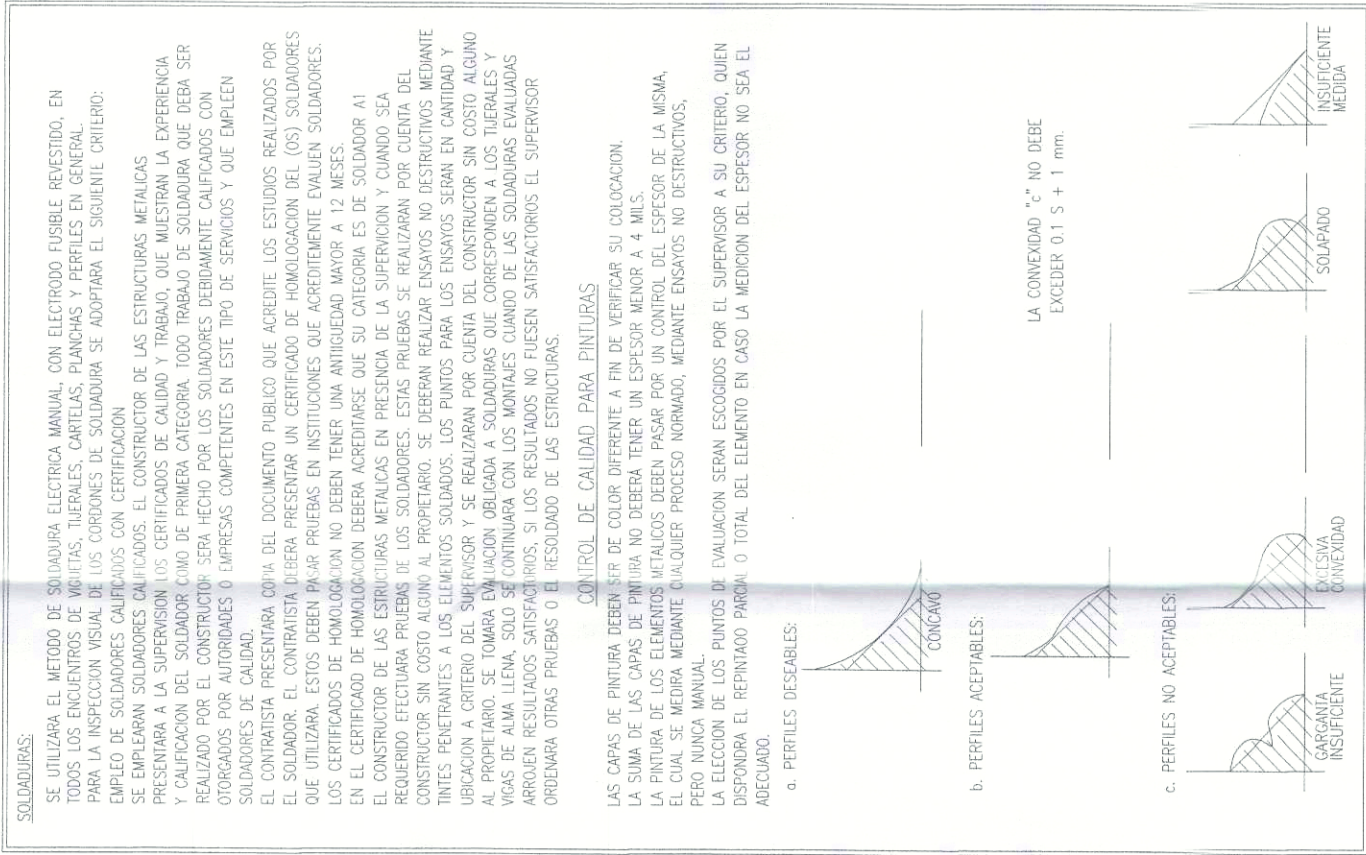 SOLDADURAS:
SE UTILIZARA EL METODO DE SOLDADURA ELECTRICA MANUAL, CON ELECTRODO FUSIBLE REVESTIDO, EN
TODOS LOS ENCUENTROS DE VIGUETAS, TIJERALES, CARTELAS, PLANCHAS Y PERFILES EN GENERAL.
PARA LA INSPECCION VISUAL DE LOS CORDONES DE SOLDADURA SE ADOPTARA EL SIGUIENTE CRITERIO:
EMPLEO DE SOLDADORES CALIFICADOS CON CERTIFICACION
SE EMPLEARAN SOLDADORES CALIFICADOS. EL CONSTRUCTOR DE LAS ESTRUCTURAS METALICAS
PRESENTARA A LA SUPERVISION LOS CERTIFICADOS DE CALIDAD Y TRABAJO, QUE MUESTRAN LA EXPERIENCIA
Y CALIFICACION DEL SOLDADOR COMO DE PRIMERA CATEGORIA. TODO TRABAJO DE SOLDADURA QUE DEBA SER
REALIZADO POR EL CONSTRUCTOR SERA HECHO POR LOS SOLDADORES DEBIDAMENTE CALIFICADOS CON
OTORGADOS POR AUTORIDADES O EMPRESAS COMPETENTES EN ESTE TIPO DE SERVICIOS Y QUE EMPLEEN
SOLDADORES DE CALIDAD.
EL CONTRATISTA PRESENTARA COPIA DEL DOCUMENTO PUBLICO QUE ACREDITE LOS ESTUDIOS REALIZADOS POR
EL SOLDADOR. EL CONTRATISTA DEBERA PRESENTAR UN CERTIFICADO DE HOMOLOGACION DEL (OS) SOLDADORES
QUE UTILIZARA. ESTOS DEBEN PASAR PRUEBAS EN INSTITUCIONES QUE ACREDITEMENTE EVALUEN SOLDADORES.
LOS CERTIFICADOS DE HOMOLOGACION NO DEBEN TENER UNA ANTIGUEDAD MAYOR A 12 MESES.
EN EL CERTIFICAOD DE HOMOLOGACION DEBERA ACREDITARSE QUE SU CATEGORIA ES DE SOLDADOR A1
EL CONSTRUCTOR DE LAS ESTRUCTURAS METALICAS EN PRESENCIA DE LA SUPERVICION Y CUANDO SEA
REQUERIDO EFECTUARA PRUEBAS DE LOS SOLDADORES. ESTAS PRUEBAS SE REALIZARAN POR CUENTA DEL
CONSTRUCTOR SIN COSTO ALGUNO AL PROPIETARIO. SE DEBERAN REALIZAR ENSAYOS NO DESTRUCTIVOS MEDIANTE
TINTES PENETRANTES A LOS ELEMENTOS SOLDADOS. LOS PUNTOS PARA LOS ENSAYOS SERAN EN CANTIDAD Y
UBICACION A CRITERIO DEL SUPERVISOR Y SE REALIZARAN POR CUENTA DEL CONSTRUCTOR SIN COSTO ALGUNO
AL PROPIETARIO. SE TOMARA EVALUACION OBLIGADA A SOLDADURAS QUE CORRESPONDEN A LOS TIJERALES Y
VIGAS DE ALMA LLENA, SOLO SE CONTINUARA CON LOS MONTAJES CUANDO DE LAS SOLDADURAS EVALUADAS
ARROJEN RESULTADOS SATISFACTORIOS, SI LOS RESULTADOS NO FUESEN SATISFACTORIOS EL SUPERVISOR
ORDENARA OTRAS PRUEBAS O EL RESOLDADO DE LAS ESTRUCTURAS.
CONTROL DE CALIDAD PARA PINTURAS
LAS CAPAS DE PINTURA DEBEN SER DE COLOR DIFERENTE A FIN DE VERIFICAR SU COLOCACION.
LA SUMA DE LAS CAPAS DE PINTURA NO DEBERÁ TENER UN ESPESOR MENOR A 4 MILS.
LA PINTURA DE LOS ELEMENTOS METALICOS DEBEN PASAR POR UN CONTROL DEL ESPESOR DE LA MISMA,
EL CUAL SE MEDIRA MEDIANTE CUALQUIER PROCESO NORMADO, MEDIANTE ENSAYOS NO DESTRUCTIVOS,
PERO NUNCA MANUAL.
LA ELECCION DE LOS PUNTOS DE EVALUACION SERAN ESCOGIDOS POR EL SUPERVISOR A SU CRITERIO, QUIEN
DISPONDRA EL REPINTADO PARCIAL O TOTAL DEL ELEMENTO EN CASO LA MEDICION DEL ESPESOR NO SEA EL
ADECUADO.
a. PERFILES DESEABLES:
CONCAVO
b. PERFILES ACEPTABLES:
LA CONVEXIDAD "c" NO DEBE
EXCEDER 0.1 S + 1 mm.
c. PERFILES NO ACEPTABLES:
GARGANTA
INSUFICIENTE
EXCESIVA
CONVEXIDAD
SOLAPADO
INSUFICIENTE
MEDIDA